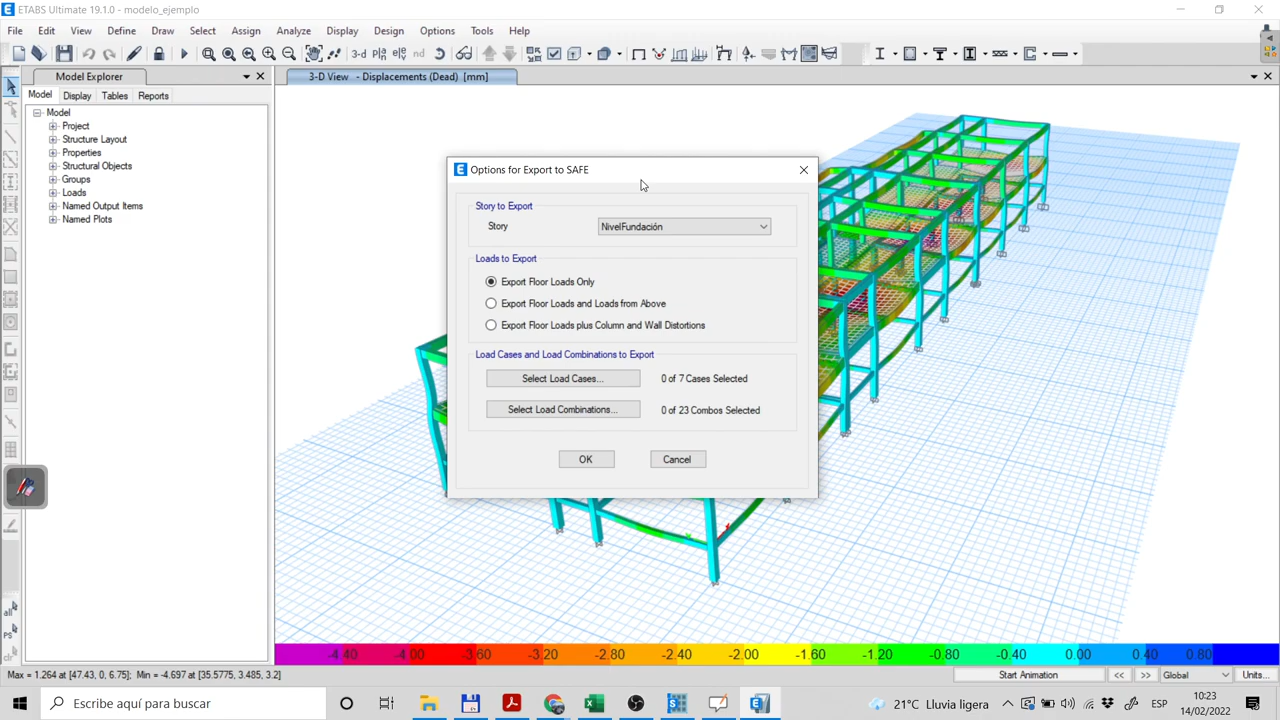 ETABS Ultimate 19.1.0 - modelo_ejemplo
File Edit View Define Draw Select Assign Analyze Display Design Options Tools Help
3-d nd
Model Explorer
3-D View - Displacements (Dead) [mm]
Model Display Tables Reports
Model
Project
Structure Layout
Properties
Structural Objects
Groups
Loads
Named Output Items
Named Plots
Options for Export to SAFE
Story to Export
Story NivelFundación
Loads to Export
Export Floor Loads Only
Export Floor Loads and Loads from Above
Export Floor Loads plus Column and Wall Distortions
Load Cases and Load Combinations to Export
Select Load Cases... 0 of 7 Cases Selected
Select Load Combinations... 0 of 23 Combos Selected
OK Cancel
all
PS
clr
-4.40 -4.00 -3.60 -3.20 -2.80 -2.40 -2.00 -1.60 -1.20 -0.80 -0.40 0.00 0.40 0.80
Max = 1.264 at [47.43, 0, 6.75]; Min = -4.697 at [35.5775, 3.485, 3.2] Start Animation << >> Global Units...
Escribe aquí para buscar
21°C Lluvia ligera
ESP
10:23
14/02/2022